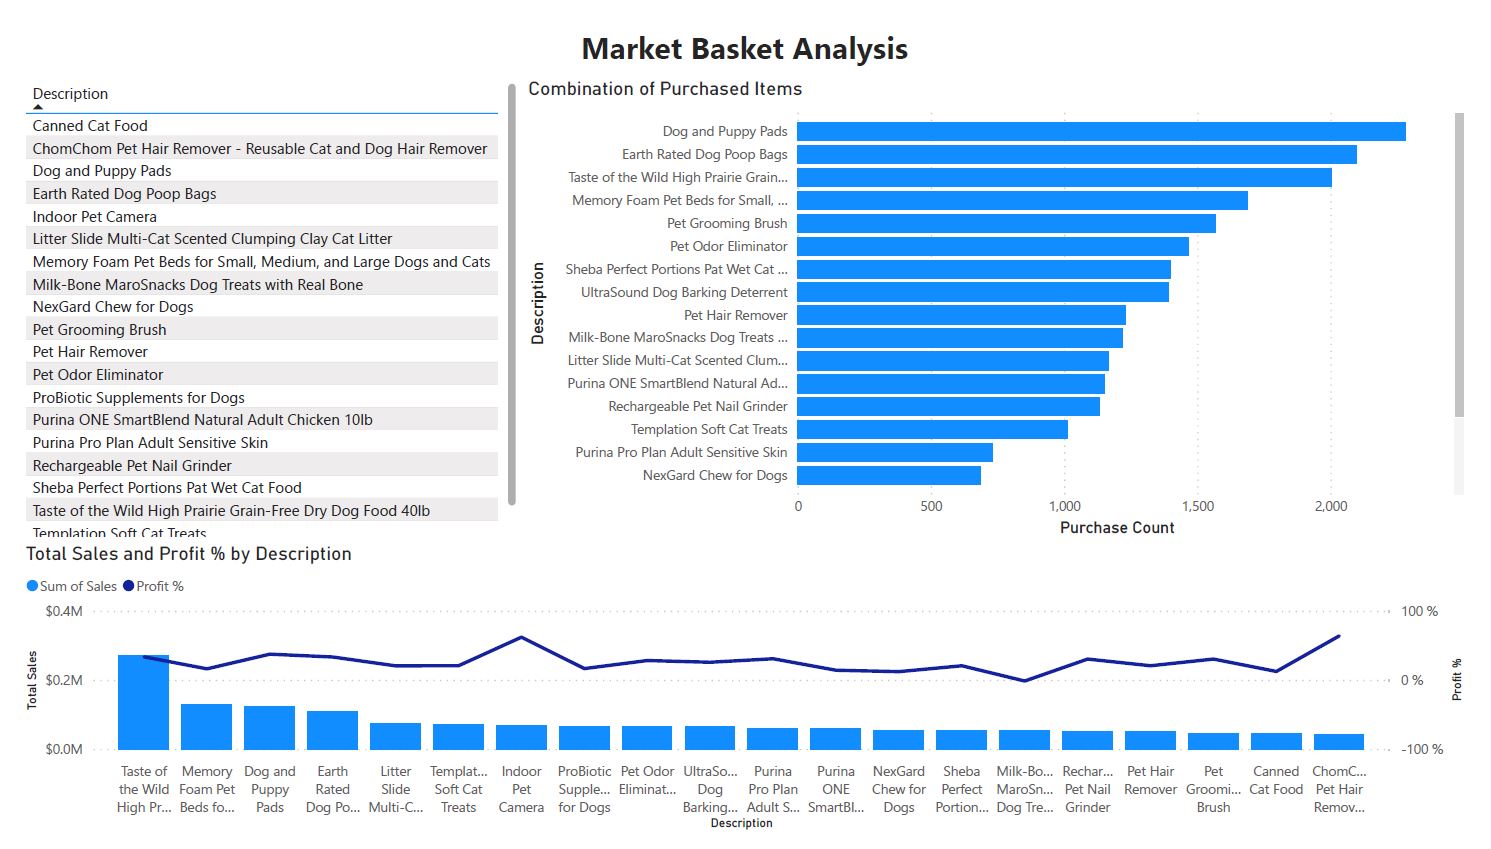 Market Basket Analysis
Description
Canned Cat Food
ChomChom Pet Hair Remover - Reusable Cat and Dog Hair Remover
Dog and Puppy Pads
Earth Rated Dog Poop Bags
Indoor Pet Camera
Litter Slide Multi-Cat Scented Clumping Clay Cat Litter
Memory Foam Pet Beds for Small, Medium, and Large Dogs and Cats
Milk-Bone MaroSnacks Dog Treats with Real Bone
NexGard Chew for Dogs
Pet Grooming Brush
Pet Hair Remover
Pet Odor Eliminator
ProBiotic Supplements for Dogs
Purina ONE SmartBlend Natural Adult Chicken 10lb
Purina Pro Plan Adult Sensitive Skin
Rechargeable Pet Nail Grinder
Sheba Perfect Portions Pat Wet Cat Food
Taste of the Wild High Prairie Grain-Free Dry Dog Food 40lb
Templation Soft Cat Treats
Combination of Purchased Items
Description
Dog and Puppy Pads
Earth Rated Dog Poop Bags
Taste of the Wild High Prairie Grain...
Memory Foam Pet Beds for Small, ...
Pet Grooming Brush
Pet Odor Eliminator
Sheba Perfect Portions Pat Wet Cat ...
UltraSound Dog Barking Deterrent
Pet Hair Remover
Milk-Bone MaroSnacks Dog Treats ...
Litter Slide Multi-Cat Scented Clum...
Purina ONE SmartBlend Natural Ad...
Rechargeable Pet Nail Grinder
Templation Soft Cat Treats
Purina Pro Plan Adult Sensitive Skin
NexGard Chew for Dogs
0 500 1,000 1,500 2,000
Purchase Count
Total Sales and Profit % by Description
Sum of Sales Profit %
Total Sales
$0.4M
$0.2M
$0.0M
100 %
0 %
-100 %
Profit %
Taste of
the Wild
High Pr...
Memory
Foam Pet
Beds fo...
Dog and
Puppy
Pads
Earth
Rated
Dog Po...
Litter
Slide
Multi-C...
Templat...
Soft Cat
Treats
Indoor
Pet
Camera
ProBiotic
Supple...
for Dogs
Pet Odor
Eliminat...
UltraSo...
Dog
Barking...
Purina
Pro Plan
Adult S...
Purina
ONE
SmartBl...
NexGard
Chew for
Dogs
Sheba
Perfect
Portion...
Milk-Bo...
MaroSn...
Dog Tre...
Rechar...
Pet Nail
Grinder
Pet Hair
Remover
Pet
Groomi...
Brush
Canned
Cat Food
ChomC...
Pet Hair
Remov...
Description